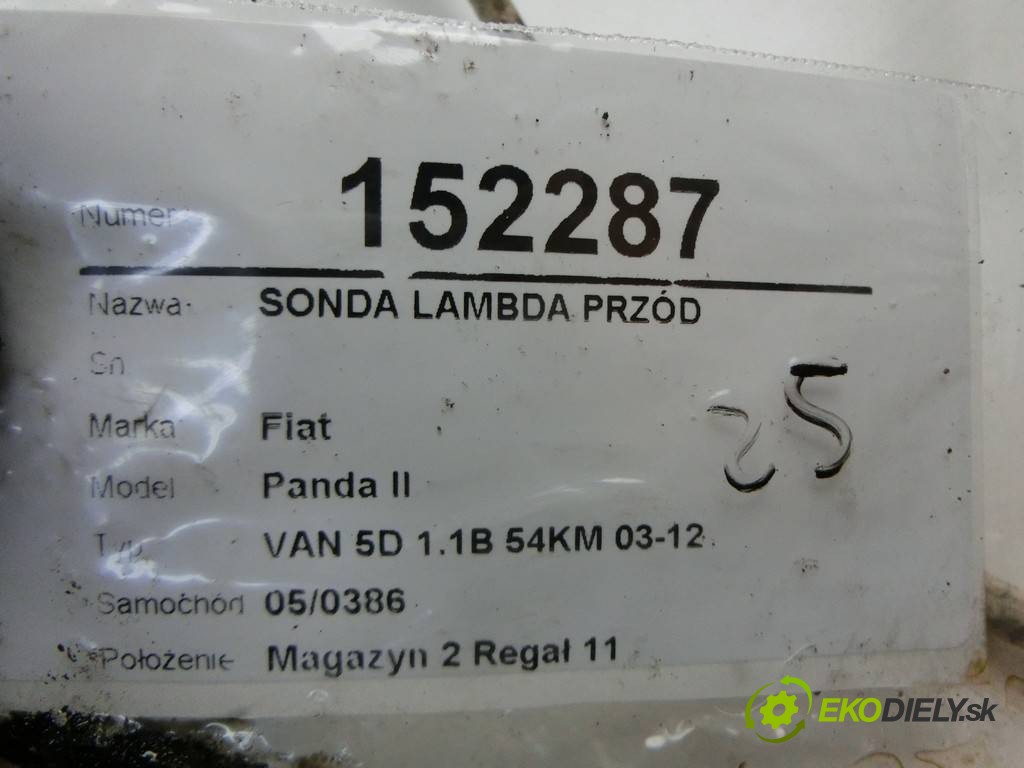 Numer 152287
Nazwa: SONDA LAMBDA PRZÓD
Sn
Marka Fiat
25
Model Panda II
Typ VAN 5D 1.1B 54KM 03-12
Samochód 05/0386
Położenie Magazyn 2 Regał 11
EKODIELY.sk